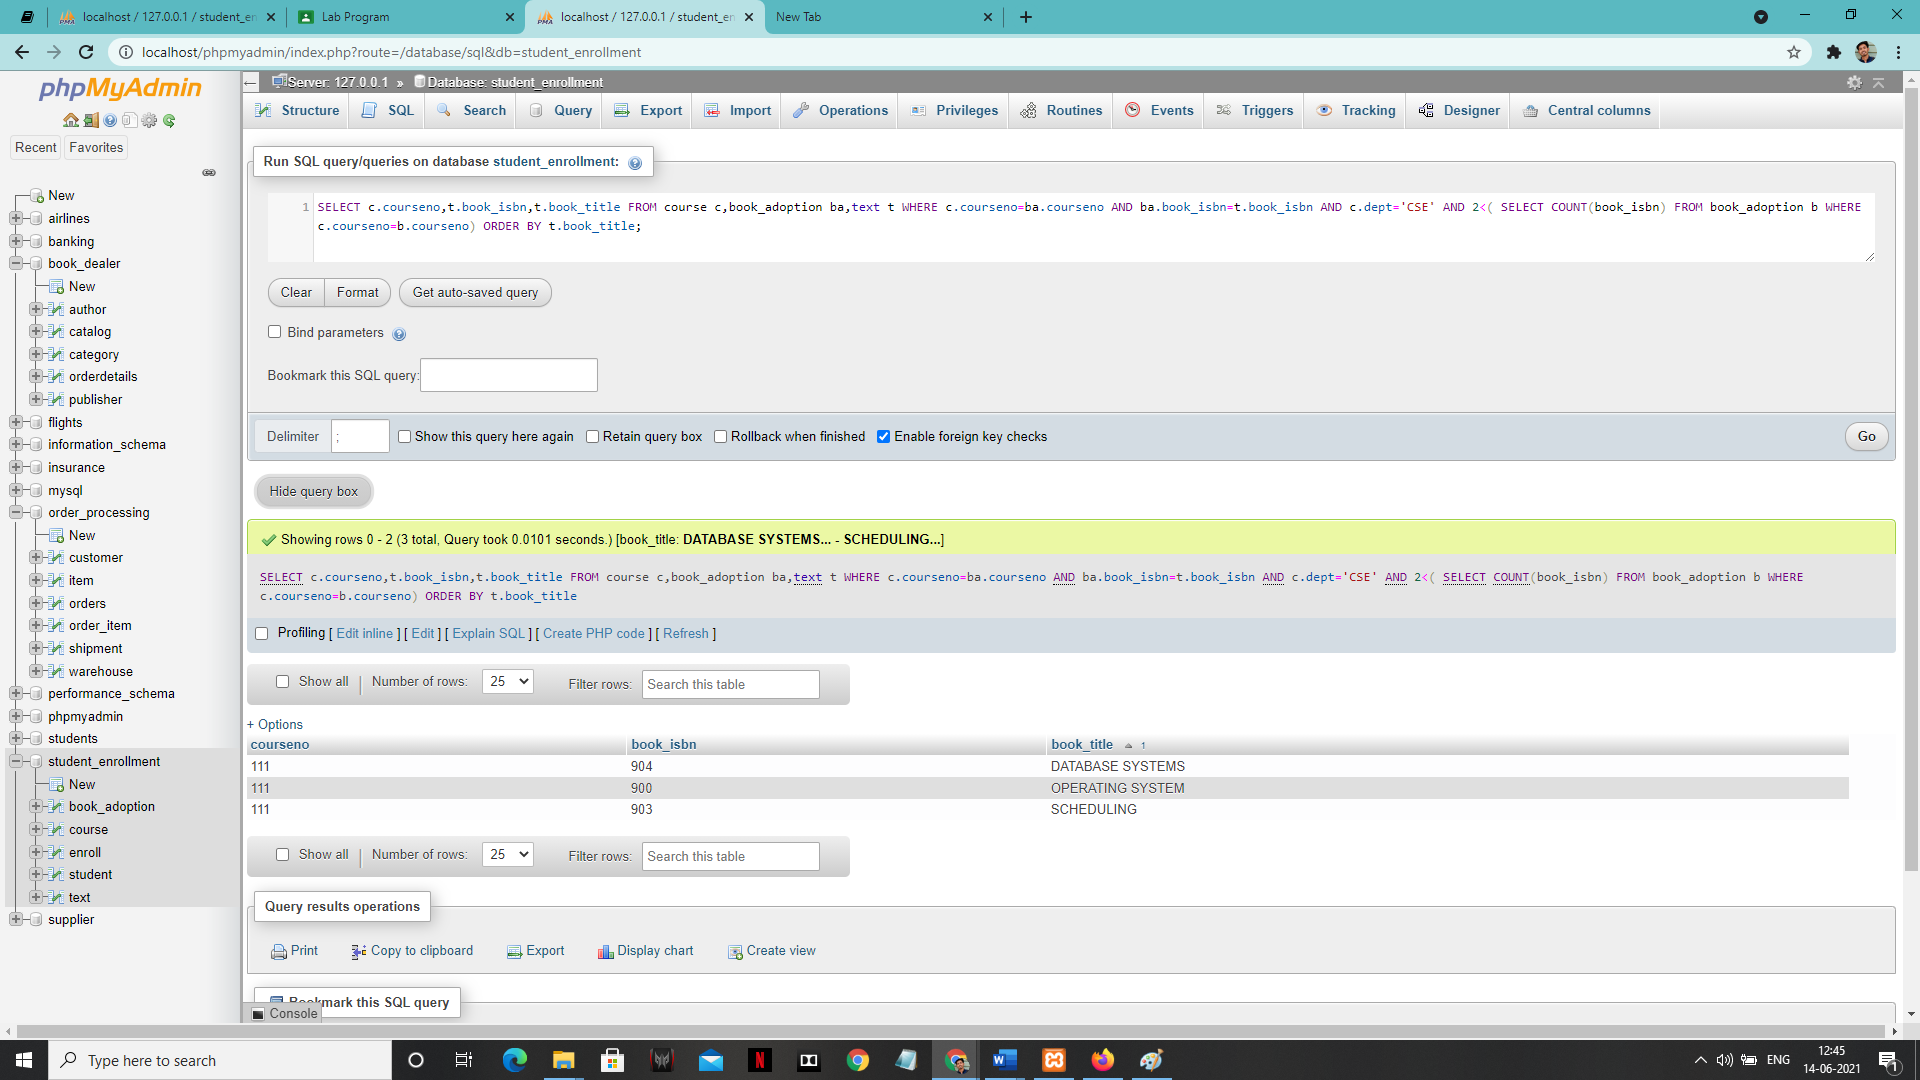 localhost / 127.0.0.1 / student_en
Lab Program
localhost / 127.0.0.1 / student_en
New Tab
localhost/phpmyadmin/index.php?route=/database/sql&db=student_enrollment
phpMyAdmin
Recent
Favorites
New
airlines
banking
book_dealer
New
author
catalog
category
orderdetails
publisher
flights
information_schema
insurance
mysql
order_processing
New
customer
item
orders
order_item
shipment
warehouse
performance_schema
phpmyadmin
students
student_enrollment
New
book_adoption
course
enroll
student
text
supplier
Server: 127.0.0.1 » Database: student_enrollment
Structure SQL Search Query Export Import Operations Privileges Routines Events Triggers Tracking Designer Central columns
Run SQL query/queries on database student_enrollment:
1 SELECT c.courseno,t.book_isbn,t.book_title FROM course c,book_adoption ba,text t WHERE c.courseno=ba.courseno AND ba.book_isbn=t.book_isbn AND c.dept='CSE' AND 2<( SELECT COUNT(book_isbn) FROM book_adoption b WHERE
c.courseno=b.courseno) ORDER BY t.book_title;
Clear Format Get auto-saved query
Bind parameters
Bookmark this SQL query:
Delimiter ; Show this query here again Retain query box Rollback when finished Enable foreign key checks Go
Hide query box
Showing rows 0 - 2 (3 total, Query took 0.0101 seconds.) [book_title: DATABASE SYSTEMS... - SCHEDULING...]
SELECT c.courseno,t.book_isbn,t.book_title FROM course c,book_adoption ba,text t WHERE c.courseno=ba.courseno AND ba.book_isbn=t.book_isbn AND c.dept='CSE' AND 2<( SELECT COUNT(book_isbn) FROM book_adoption b WHERE
c.courseno=b.courseno) ORDER BY t.book_title
Profiling [ Edit inline ] [ Edit ] [ Explain SQL ] [ Create PHP code ] [ Refresh ]
Show all | Number of rows: 25 Filter rows: Search this table
+ Options
courseno book_isbn book_title 1
111 904 DATABASE SYSTEMS
111 900 OPERATING SYSTEM
111 903 SCHEDULING
Show all | Number of rows: 25 Filter rows: Search this table
Query results operations
Print Copy to clipboard Export Display chart Create view
Bookmark this SQL query
Console
Type here to search
ENG
12:45
14-06-2021
1